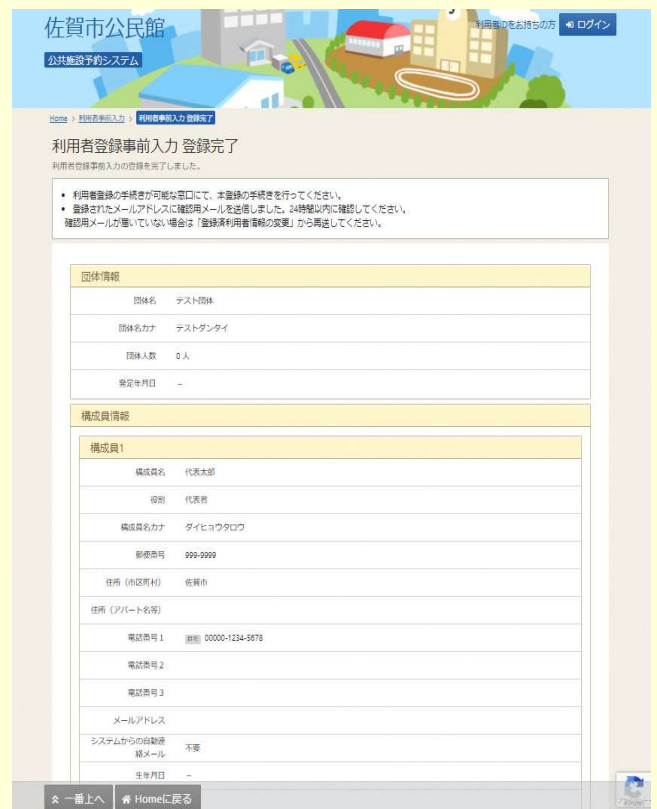 佐賀市公民館
公共施設予約システム
利用者IDをお持ちの方 ログイン
Home > 利用者事前入力 > 利用者事前入力 登録完了
利用者登録事前入力 登録完了
利用者登録事前入力の登録を完了しました。
• 利用者登録の手続きが可能な窓口にて、本登録の手続きを行ってください。
• 登録されたメールアドレスに確認用メールを送信しました。24時間以内に確認してください。
確認用メールが届いていない場合は「登録済利用者情報の変更」から再送してください。
団体情報
団体名 テスト団体
団体名カナ テストダンタイ
団体人数 0 人
発足年月日 –
構成員情報
構成員1
構成員名 代表太郎
役割 代表者
構成員名カナ ダイヒョウタロウ
郵便番号 999-9999
住所（市区町村） 佐賀市
住所（アパート名等）
電話番号1 00000-1234-5678
電話番号2
電話番号3
メールアドレス
システムからの自動連
絡メール 不要
生年月日 –
一番上へ Homeに戻る